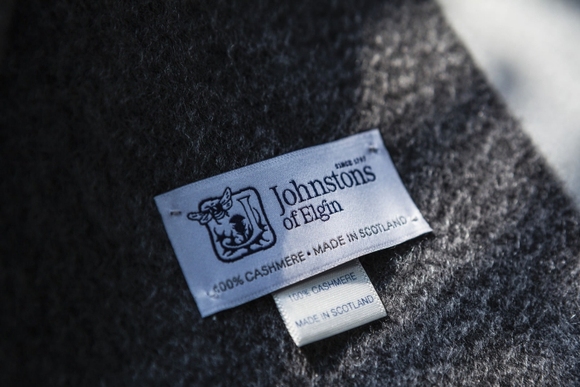 SINCE 1797
Johnstons
of Elgin
100% CASHMERE • MADE IN SCOTLAND
100% CASHMERE
MADE IN SCOTLAND